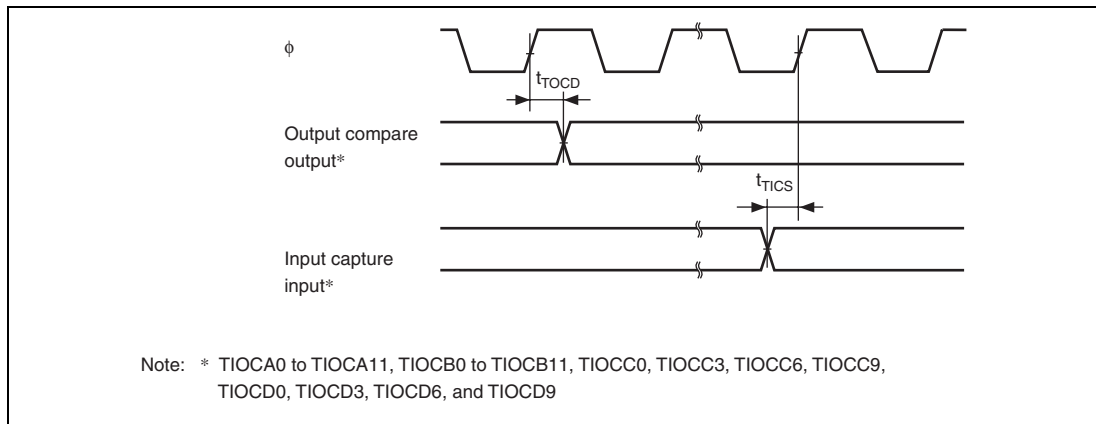 ϕ
tTOCD
Output compare
output*
tTICS
Input capture
input*
Note: * TIOCA0 to TIOCA11, TIOCB0 to TIOCB11, TIOCC0, TIOCC3, TIOCC6, TIOCC9,
TIOCD0, TIOCD3, TIOCD6, and TIOCD9